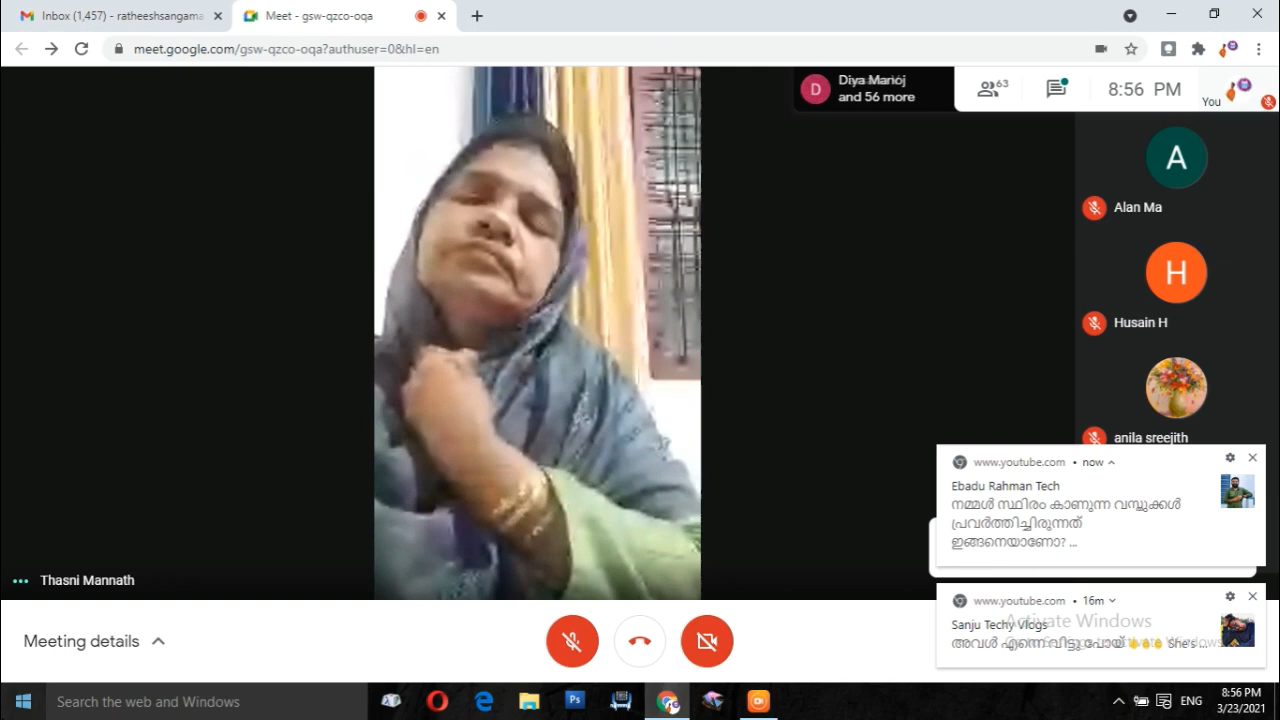 Inbox (1,457) - ratheeshsangama
Meet - gsw-qzco-oqa
meet.google.com/gsw-qzco-oqa?authuser=0&hl=en
D
Diya Manoj
and 56 more
63
8:56 PM
You
A
Alan Ma
H
Husain H
anila sreejith
www.youtube.com • now
Ebadu Rahman Tech
നമ്മൾ സ്ഥിരം കാണുന്ന വസ്തുക്കൾ
പ്രവർത്തിച്ചിരുന്നത്
ഇങ്ങനെയാണോ? ...
Thasni Mannath
www.youtube.com • 16m
Activate Windows
Sanju Techy Vlogs
അവൾ എന്നെ വിട്ടു പോയ് She's ...
Meeting details
Search the web and Windows
Ps
ENG
8:56 PM
3/23/2021